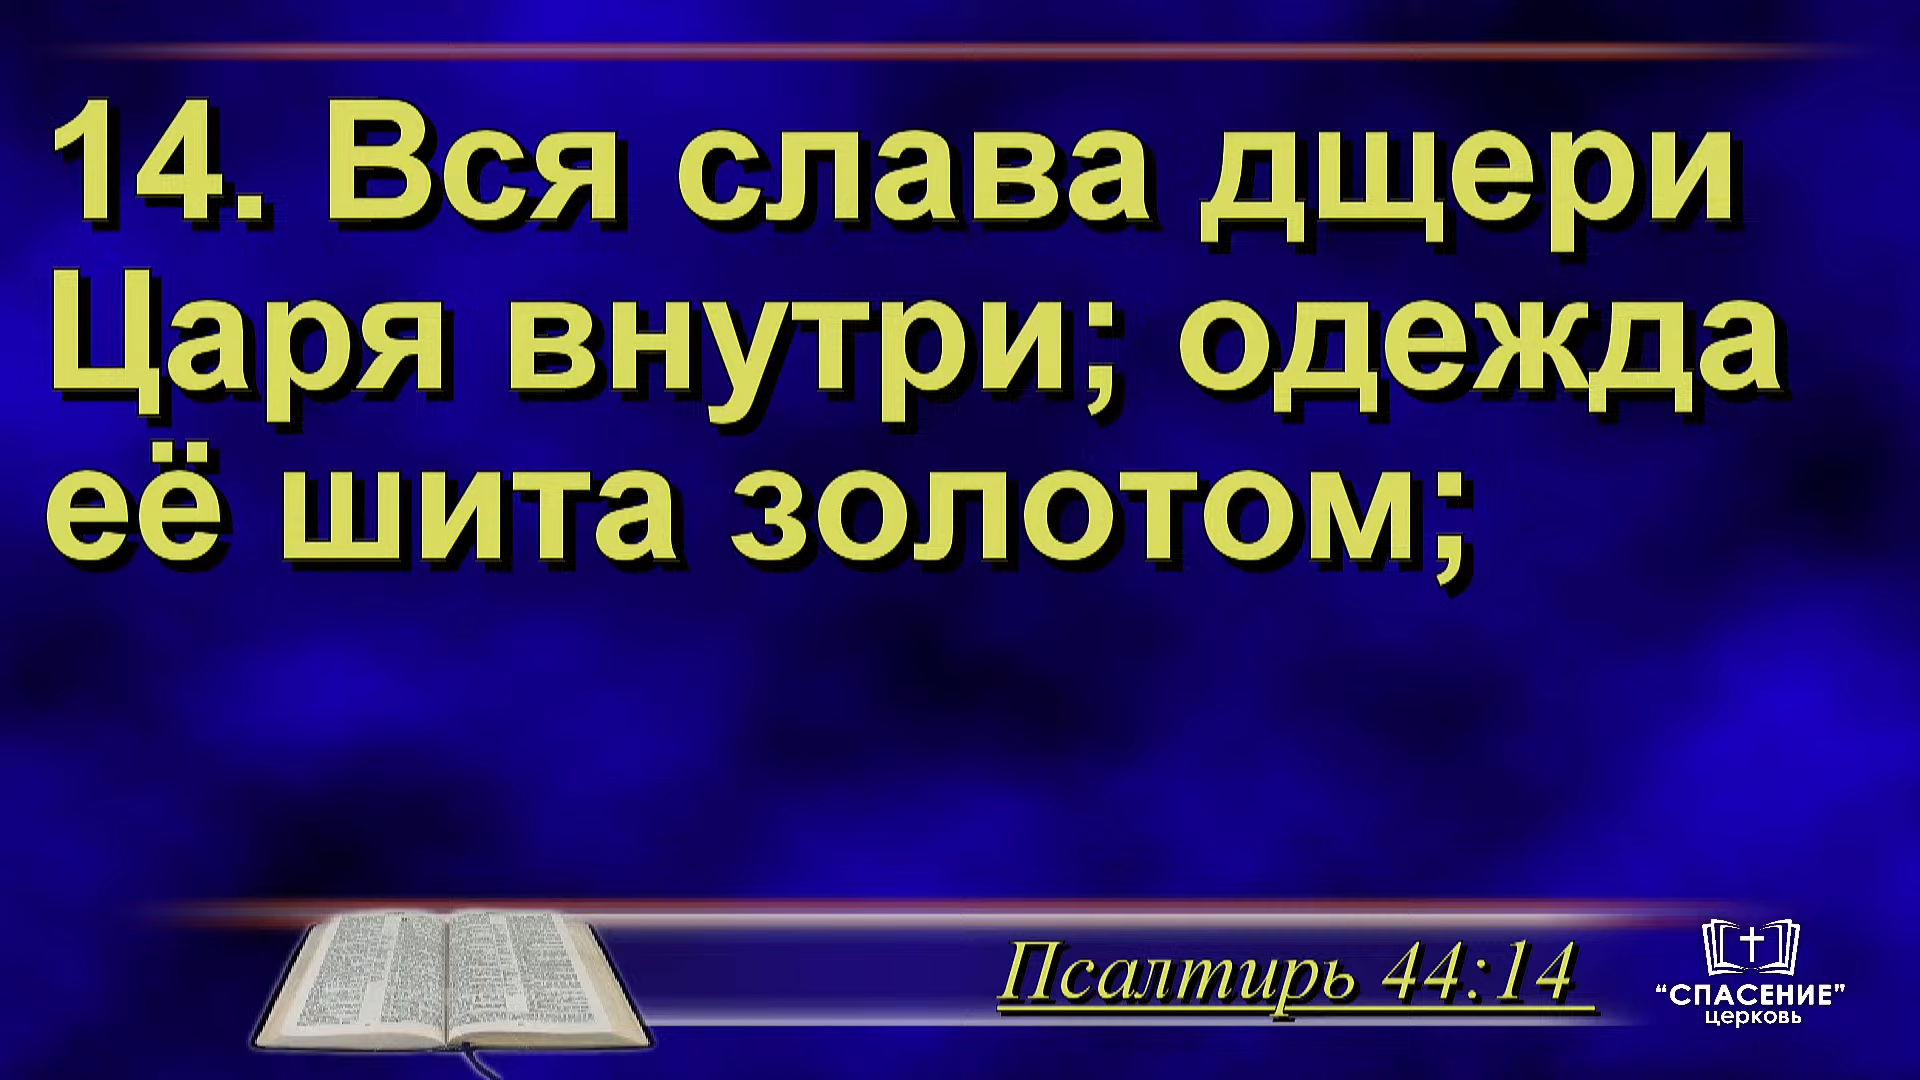 14. Вся слава дщери
Царя внутри; одежда
её шита золотом;
Псалтирь 44:14
“СПАСЕНИЕ”
церковь